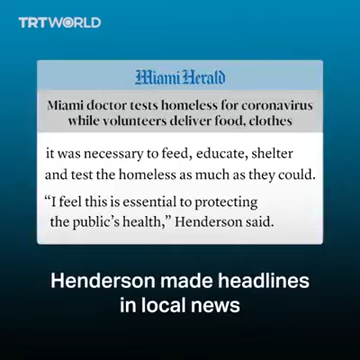 TRT WORLD
Miami Herald
Miami doctor tests homeless for coronavirus
while volunteers deliver food, clothes
it was necessary to feed, educate, shelter
and test the homeless as much as they could.
“I feel this is essential to protecting
the public’s health,” Henderson said.
Henderson made headlines
in local news